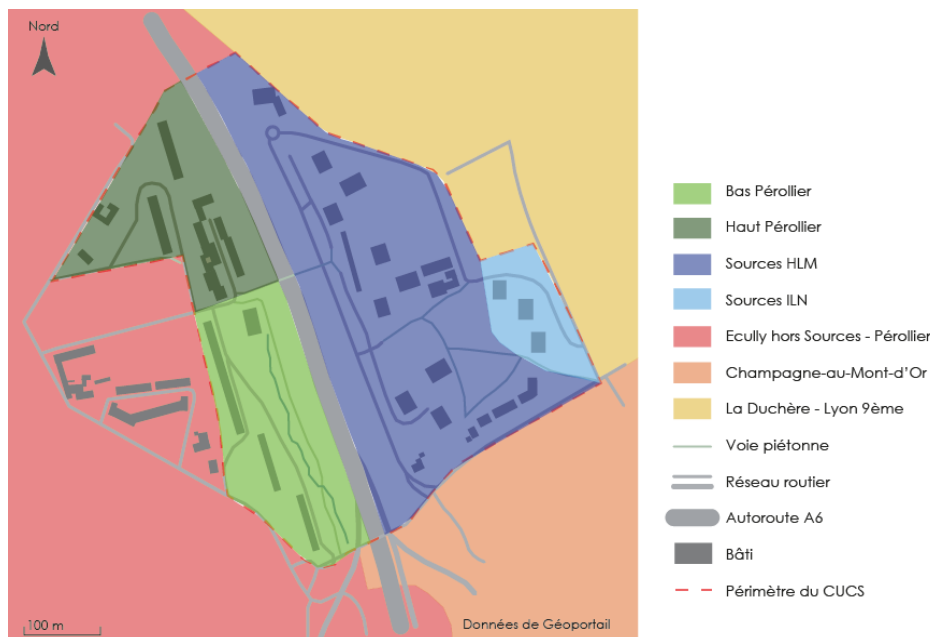 Nord
Bas Pérollier
Haut Pérollier
Sources HLM
Sources ILN
Ecully hors Sources - Pérollier
Champagne-au-Mont-d'Or
La Duchère - Lyon 9ème
Voie piétonne
Réseau routier
Autoroute A6
Bâti
Périmètre du CUCS
100 m
Données de Géoportail